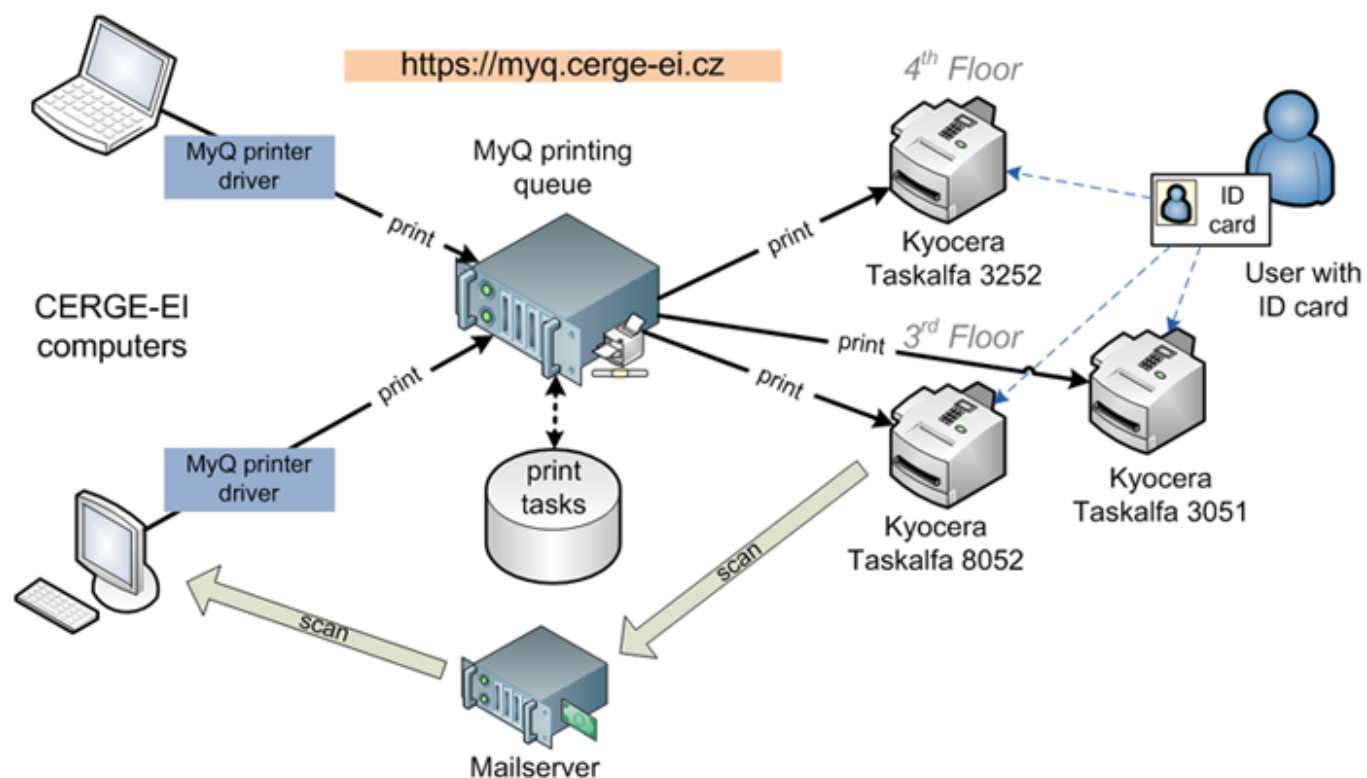 https://myq.cerge-ei.cz
4th Floor
MyQ printer
driver
MyQ printing
queue
print
print
ID
card
Kyocera
Taskalfa 3252
User with
ID card
CERGE-EI
computers
3rd Floor
print
print
print
MyQ printer
driver
print
tasks
Kyocera
Taskalfa 3051
Kyocera
Taskalfa 8052
scan
scan
Mailserver